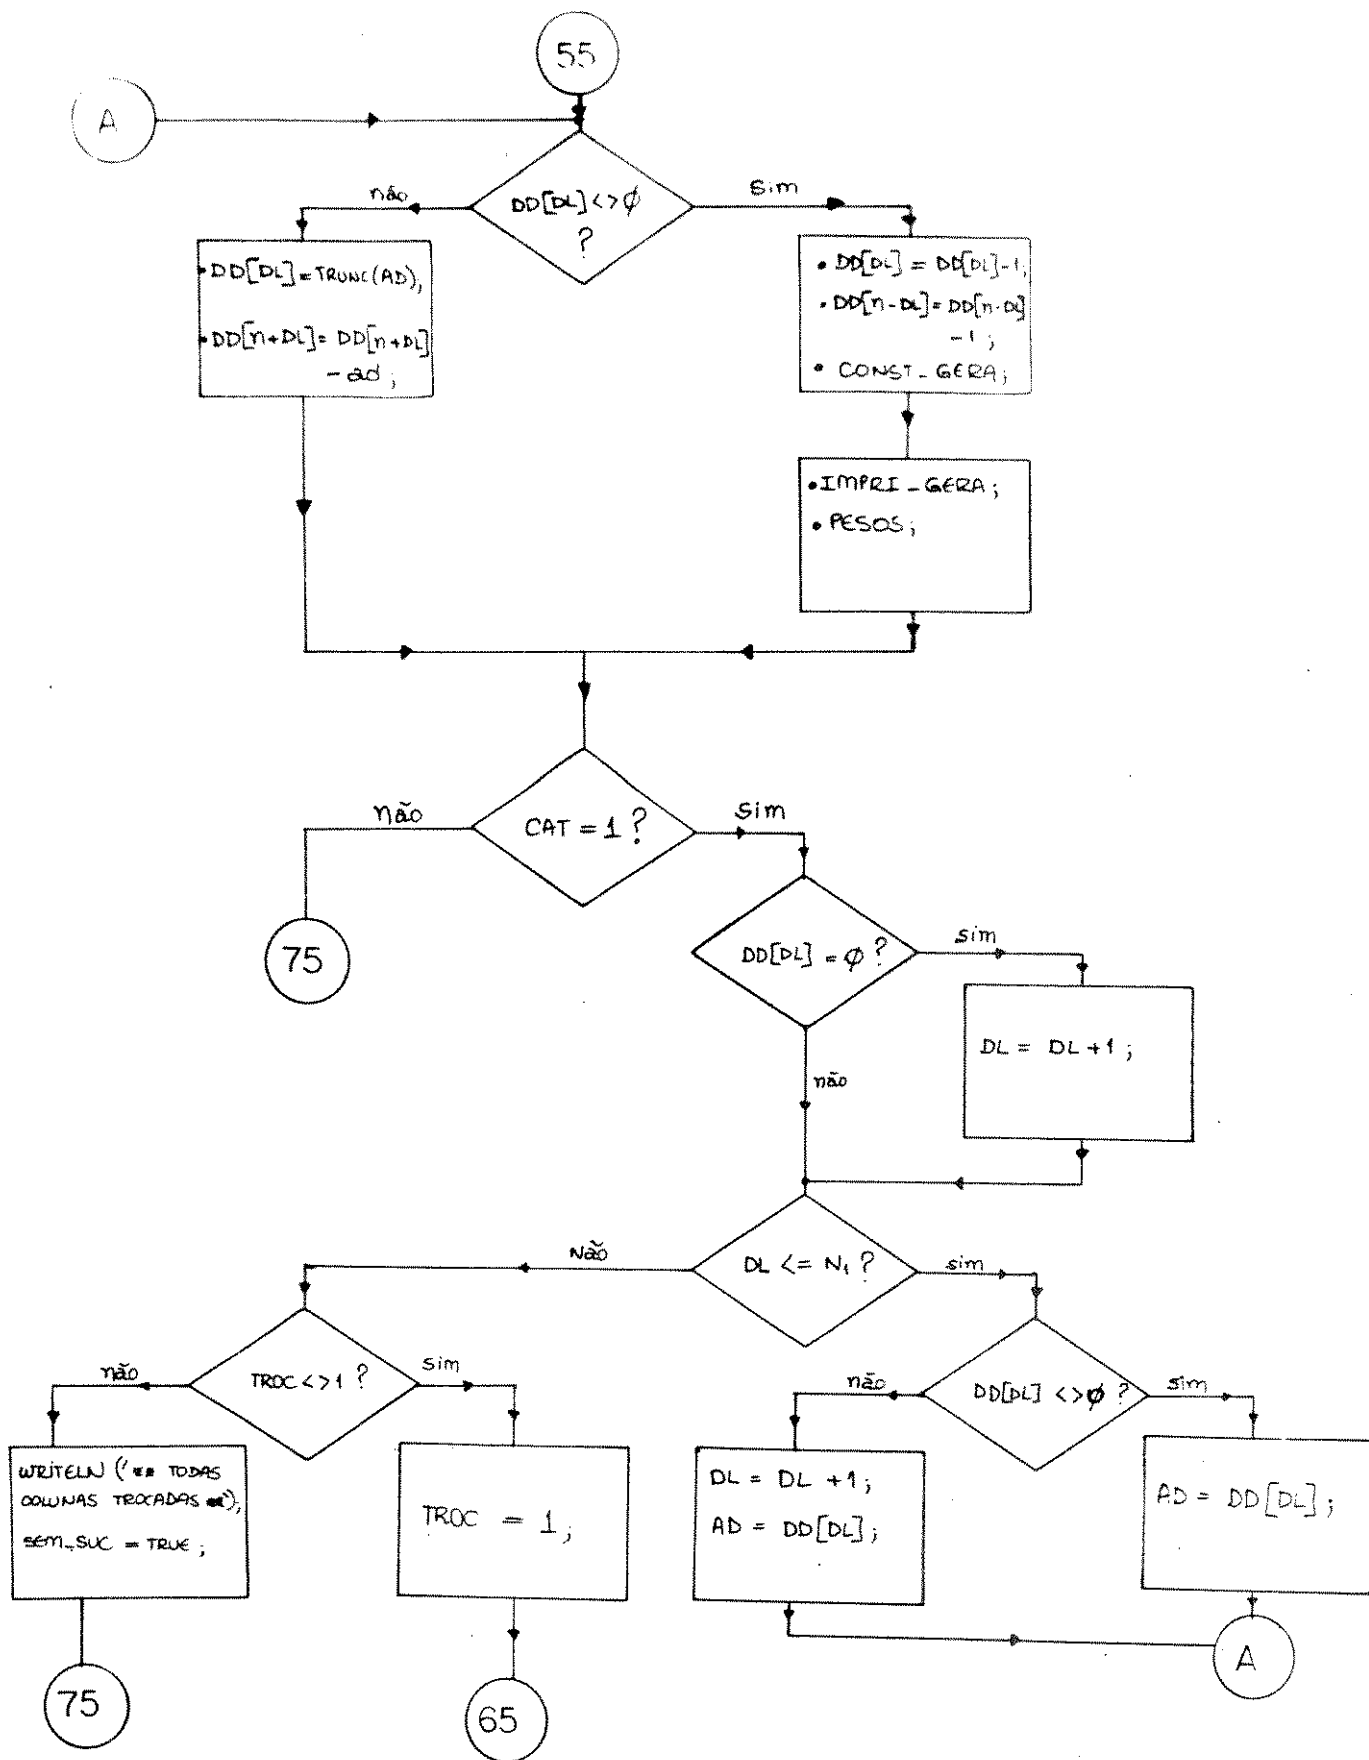 55
A
não
sim
DD[DL]<>φ
?
• DD[DL]=TRUNC(AD);
• DD[n+DL]= DD[n+DL]
- ad;
• DD[DL]= DD[DL]-1;
• DD[n-DL]= DD[n-DL]
-1;
• CONST_GERA;
• IMPRI_GERA;
• PESOS;
não
CAT = 1 ?
sim
75
DD[DL] = φ ?
sim
DL = DL +1 ;
não
Não
DL <= N1 ?
sim
não
TROC <>1 ?
sim
não
DD[DL] <>φ ?
sim
WRITELN ('** TODAS
COLUNAS TROCADAS **');
SEM_SUC = TRUE ;
TROC = 1 ;
DL = DL +1;
AD = DD[DL];
AD = DD[DL];
75
65
A